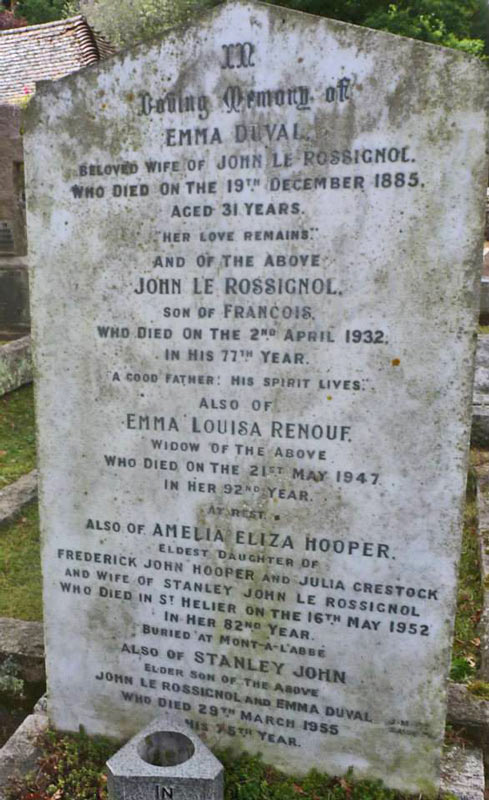 IN
Loving Memory of
EMMA DUVAL,
BELOVED WIFE OF JOHN LE ROSSIGNOL.
WHO DIED ON THE 19TH DECEMBER 1885,
AGED 31 YEARS.
"HER LOVE REMAINS."
AND OF THE ABOVE
JOHN LE ROSSIGNOL,
SON OF FRANCOIS,
WHO DIED ON THE 2ND APRIL 1932,
IN HIS 77TH YEAR.
"A GOOD FATHER: HIS SPIRIT LIVES".
ALSO OF
EMMA LOUISA RENOUF,
WIDOW OF THE ABOVE
WHO DIED ON THE 21ST MAY 1947
IN HER 92ND YEAR.
AT REST.
ALSO OF AMELIA ELIZA HOOPER,
ELDEST DAUGHTER OF
FREDERICK JOHN HOOPER AND JULIA CRESTOCK
AND WIFE OF STANLEY JOHN LE ROSSIGNOL
WHO DIED IN ST HELIER ON THE 16TH MAY 1952
IN HER 82ND YEAR.
BURIED AT MONT-A-L'ABBÉ
ALSO OF STANLEY JOHN
ELDER SON OF THE ABOVE
JOHN LE ROSSIGNOL AND EMMA DUVAL
WHO DIED 29TH MARCH 1955
HIS 75TH YEAR.
IN